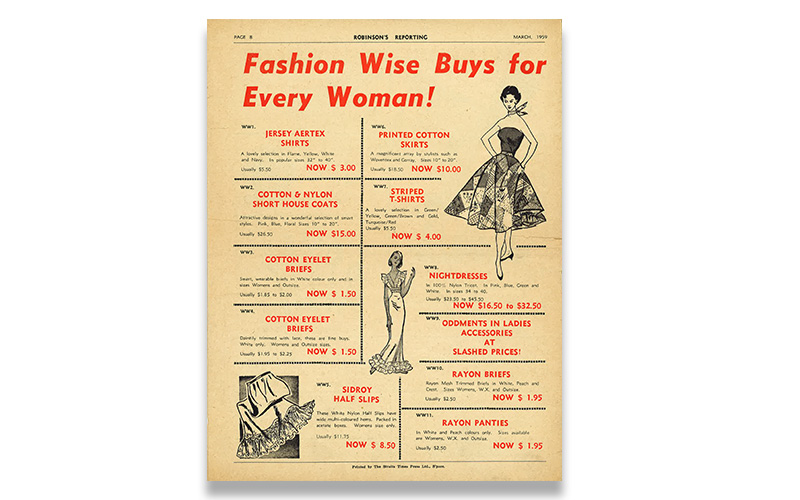 PAGE 8 ROBINSON'S REPORTING MARCH, 1959
Fashion Wise Buys for
Every Woman!
WW1.
JERSEY AERTEX
SHIRTS
A lovely selection in Flame, Yellow, White
and Navy. In popular sizes 32" to 40".
Usually $5.50 NOW $ 3.00
WW2.
COTTON & NYLON
SHORT HOUSE COATS
Attractive designs in a wonderful selection of smart
styles. Pink, Blue, Floral Sizes 10" to 20".
Usually $26.50 NOW $15.00
WW3.
COTTON EYELET
BRIEFS
Smart, wearable briefs in White colour only and in
sizes Womens and Outsize.
Usually $1.85 to $2.00 NOW $ 1.50
WW4.
COTTON EYELET
BRIEFS
Daintily trimmed with lace, these are fine buys.
White only. Womens and Outsize sizes.
Usually $1.95 to $2.25 NOW $ 1.50
WW5.
SIDROY
HALF SLIPS
These White Nylon Half Slips have
wide multi-coloured hems. Packed in
acetate boxes. Womens size only.
Usually $11.75
NOW $ 8.50
WW6.
PRINTED COTTON
SKIRTS
A magnificent array by stylists such as
and Sizes 10" to 20".
Usually $18.50 NOW $10.00
WW7.
STRIPED
T-SHIRTS
A lovely selection in Green/
Yellow, Green/Brown and Gold,
Turquoise/Red
Usually $5.50
NOW $ 4.00
WW8.
NIGHTDRESSES
In 100% Nylon Tricot. In Pink, Blue, Green and
White. In sizes 34 to 40.
Usually $23.50 to $45.50
NOW $16.50 to $32.50
WW9.
ODDMENTS IN LADIES
ACCESSORIES
AT
SLASHED PRICES!
WW10.
RAYON BRIEFS
Rayon Mesh Trimmed Briefs in White, Peach and
Sizes Womens, W.X. and Outsize.
Usually $2.50 NOW $ 1.95
WW11.
RAYON PANTIES
In White and Peach colours only. Sizes available
are Womens, W.X. and Outsize.
Usually $2.50 NOW $ 1.95
Printed by The Straits Times Press Ltd.,